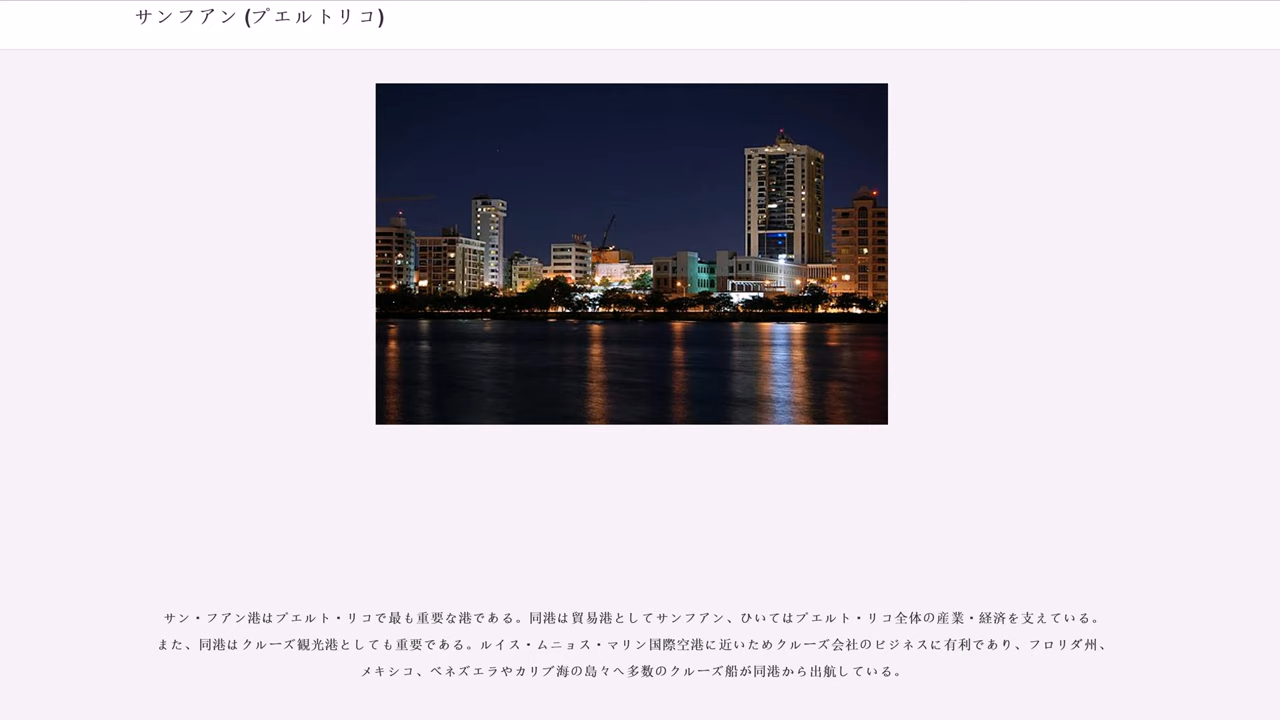 サンフアン (プエルトリコ)
サン・フアン港はプエルト・リコで最も重要な港である。同港は貿易港としてサンフアン、ひいてはプエルト・リコ全体の産業・経済を支えている。
また、同港はクルーズ観光港としても重要である。ルイス・ムニョス・マリン国際空港に近いためクルーズ会社のビジネスに有利であり、フロリダ州、
メキシコ、ベネズエラやカリブ海の島々へ多数のクルーズ船が同港から出航している。